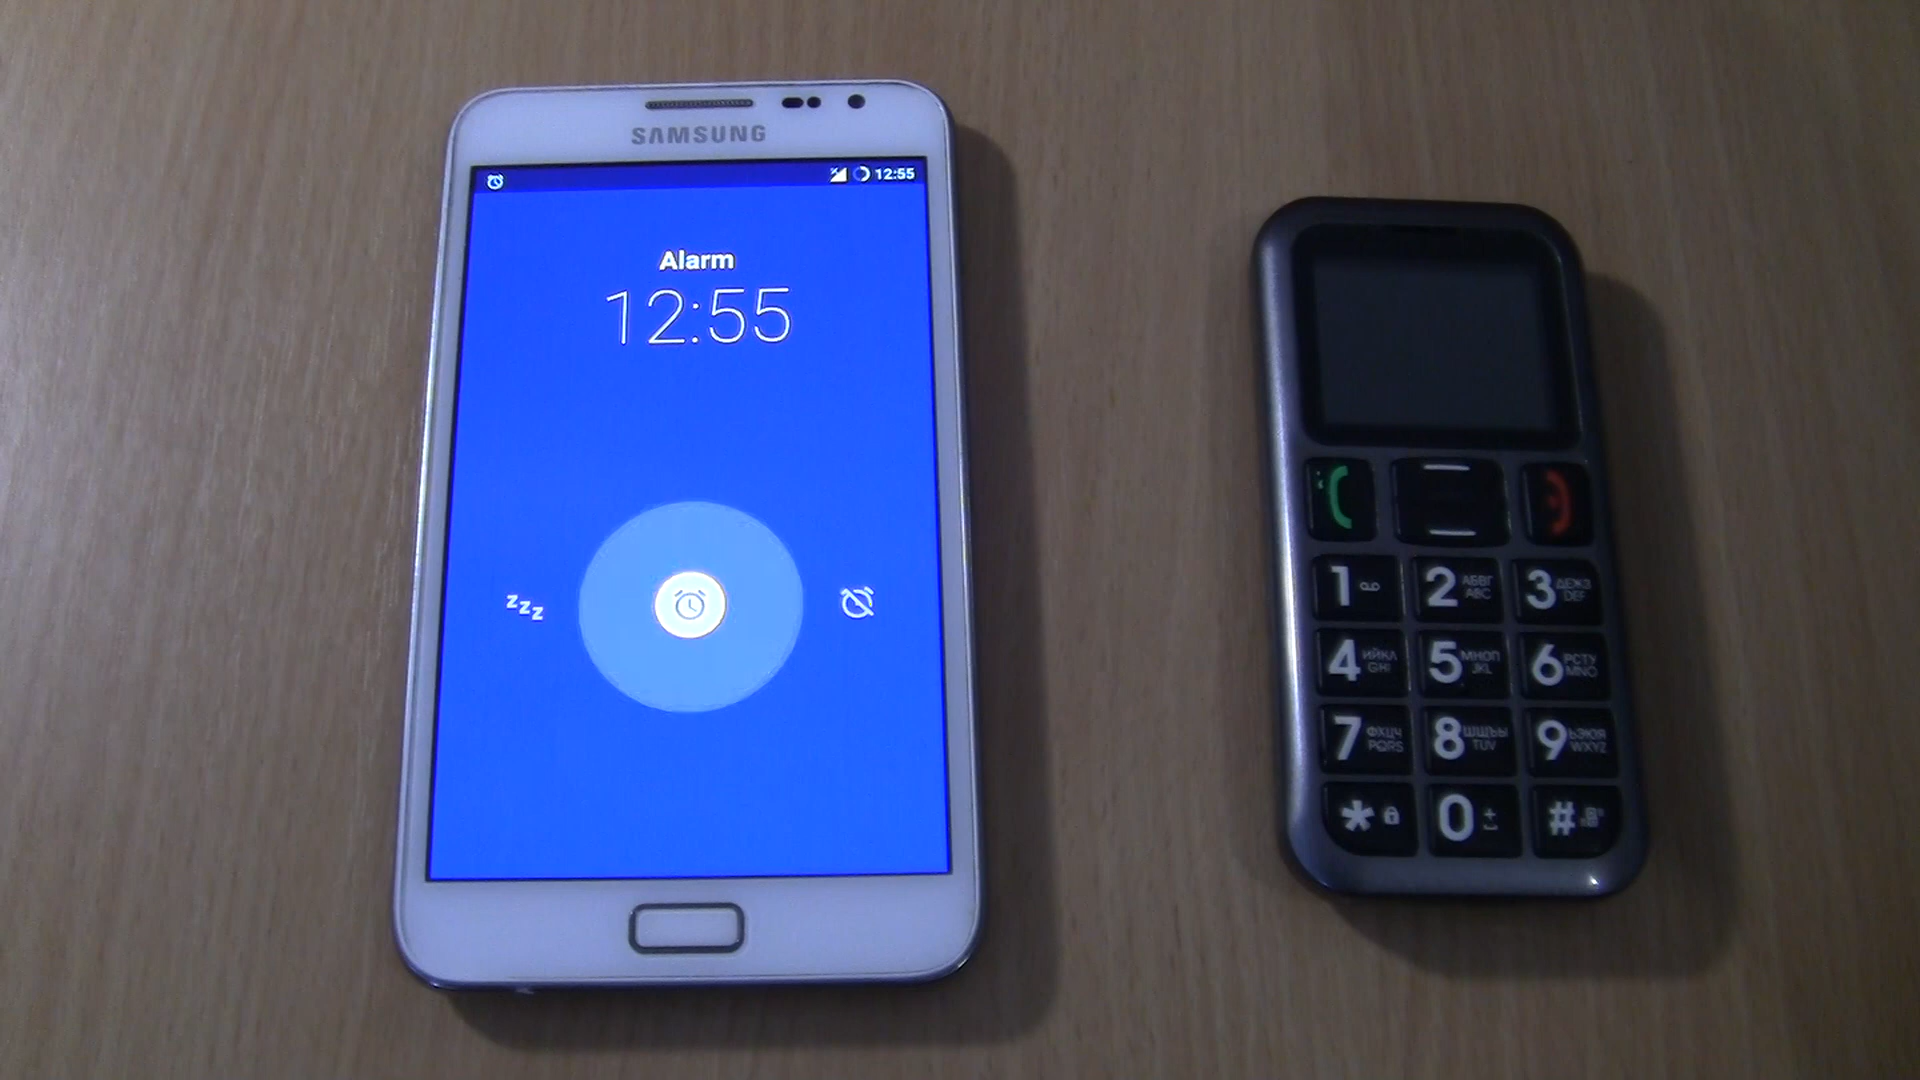 SAMSUNG
12:55
Alarm
12:55
zzz
1
2 АБВГ ABC
3 ДЕЖЗ DEF
4 ИЙКЛ GHI
5 МНОП JKL
6 РСТУ MNO
7 ФХЦЧ PQRS
8 ШЩЪЫ TUV
9 ЬЭЮЯ WXYZ
*
0 +
#